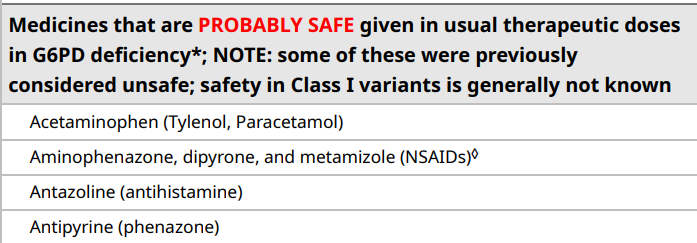 Medicines that are PROBABLY SAFE given in usual therapeutic doses
in G6PD deficiency*; NOTE: some of these were previously
considered unsafe; safety in Class I variants is generally not known
Acetaminophen (Tylenol, Paracetamol)
Aminophenazone, dipyrone, and metamizole (NSAIDs)◊
Antazoline (antihistamine)
Antipyrine (phenazone)